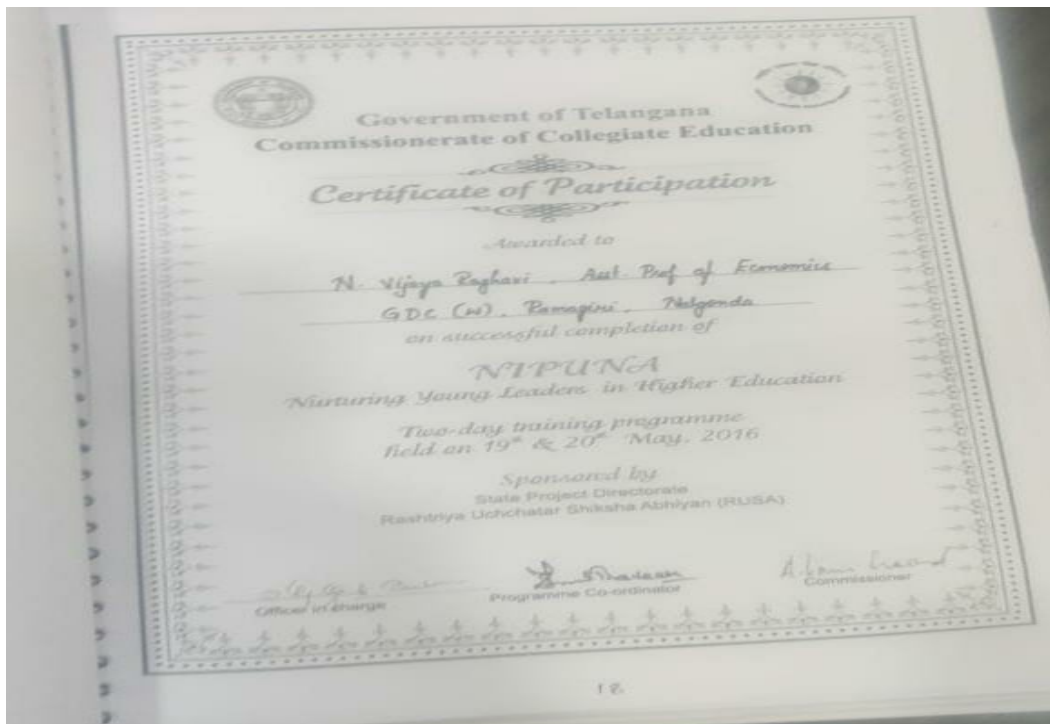 Government of Telangana
Commissionerate of Collegiate Education
Certificate of Participation
Awarded to
N. Vijaya Raghavi, Asst. Prof of Economics
GDC (W), Ramagiri, Nalgonda
on successful completion of
NIPUNA
Nurturing Young Leaders in Higher Education
Two-day training programme
held on 19th & 20th May, 2016
Sponsored by
State Project Directorate
Rashtriya Uchchatar Shiksha Abhiyan (RUSA)
Officer in charge
Programme Co-ordinator
Commissioner
18